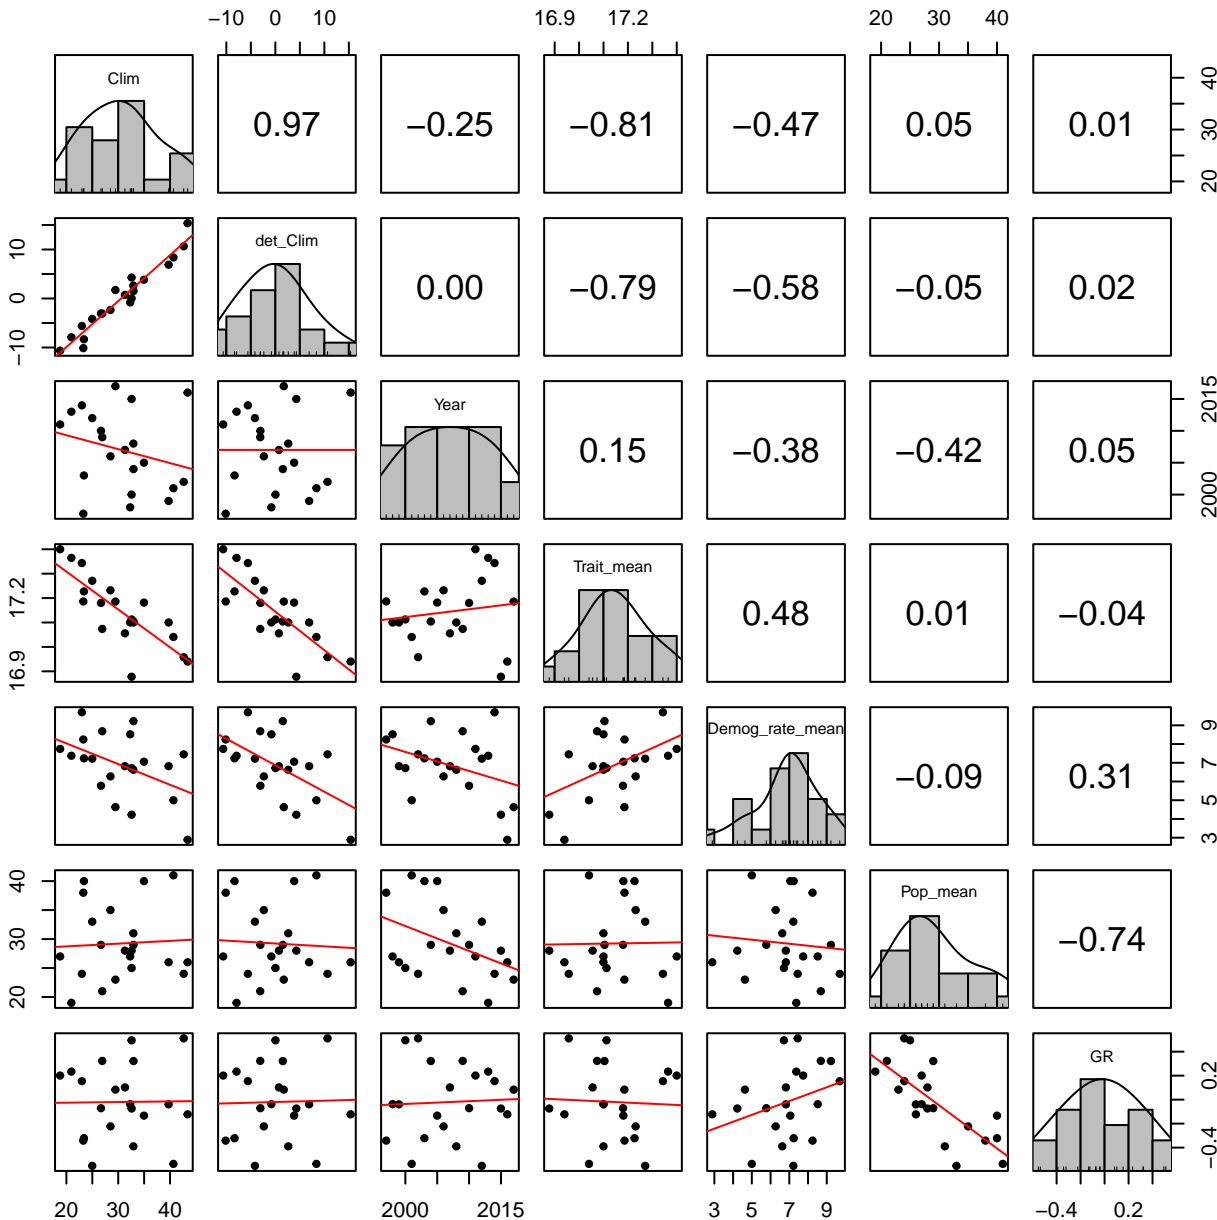 −10 0 10 16.9 17.2 20 30 40
Clim 0.97 −0.25 −0.81 −0.47 0.05 0.01 20 30 40
−10 0 10 det_Clim 0.00 −0.79 −0.58 −0.05 0.02
Year 0.15 −0.38 −0.42 0.05 2000 2015
16.9 17.2 Trait_mean 0.48 0.01 −0.04
Demog_rate_mean −0.09 0.31 3 5 7 9
20 30 40 Pop_mean −0.74
GR −0.4 0.2
20 30 40 2000 2015 3 5 7 9 −0.4 0.2